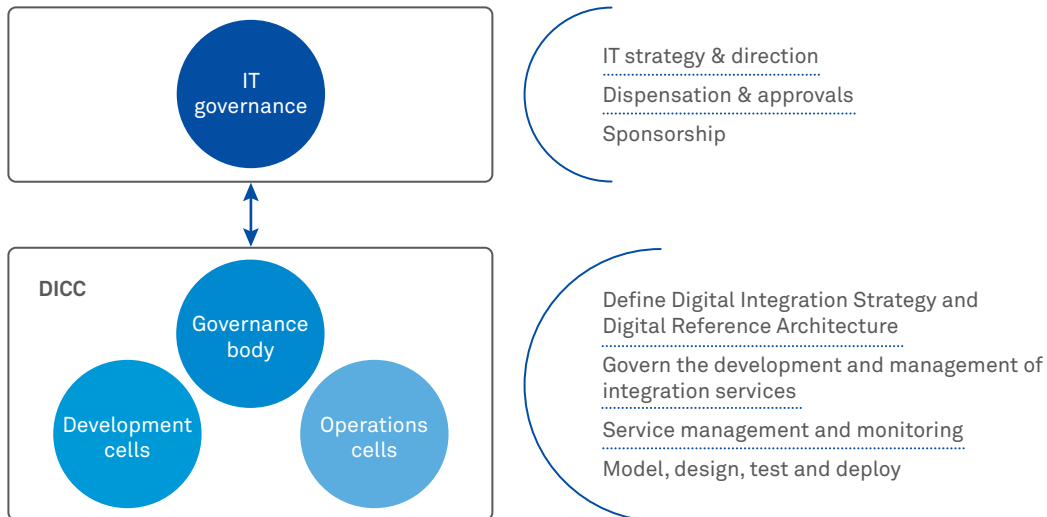 IT
governance
IT strategy & direction
Dispensation & approvals
Sponsorship
DICC
Governance
body
Development
cells
Operations
cells
Define Digital Integration Strategy and
Digital Reference Architecture
Govern the development and management of
integration services
Service management and monitoring
Model, design, test and deploy